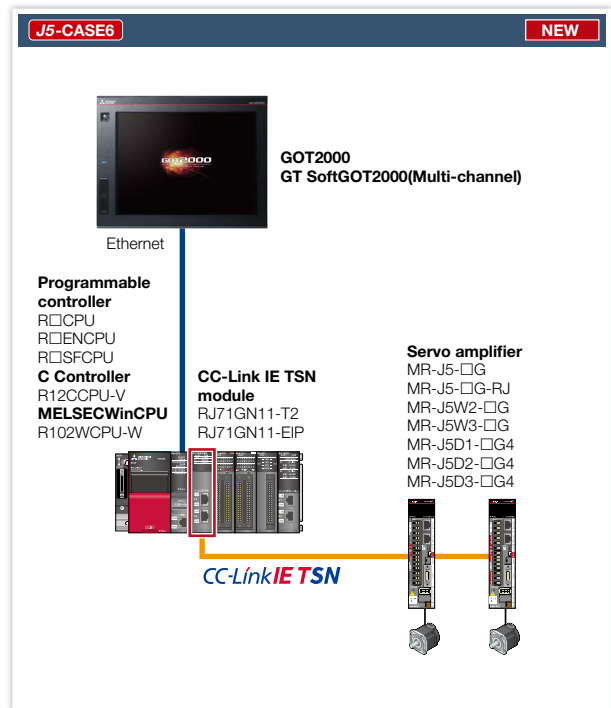 J5-CASE6
NEW
GOT2000
GOT2000
GT SoftGOT2000(Multi-channel)
Ethernet
Programmable
controller
R□CPU
R□ENCPU
R□SFCPU
C Controller
R12CCPU-V
MELSECWinCPU
R102WCPU-W
CC-Link IE TSN
module
RJ71GN11-T2
RJ71GN11-EIP
Servo amplifier
MR-J5-□G
MR-J5-□G-RJ
MR-J5W2-□G
MR-J5W3-□G
MR-J5D1-□G4
MR-J5D2-□G4
MR-J5D3-□G4
CC-Link IE TSN